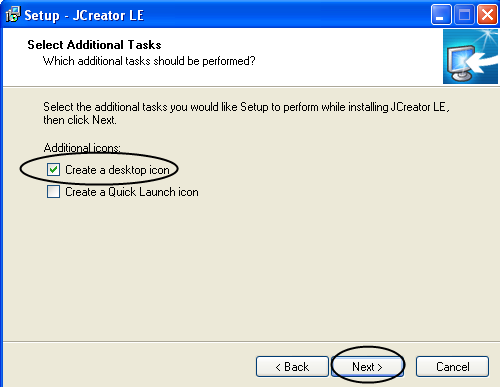 Setup - JCreator LE
Select Additional Tasks
Which additional tasks should be performed?
Select the additional tasks you would like Setup to perform while installing JCreator LE,
then click Next.
Additional icons:
Create a desktop icon
Create a Quick Launch icon
< Back
Next >
Cancel